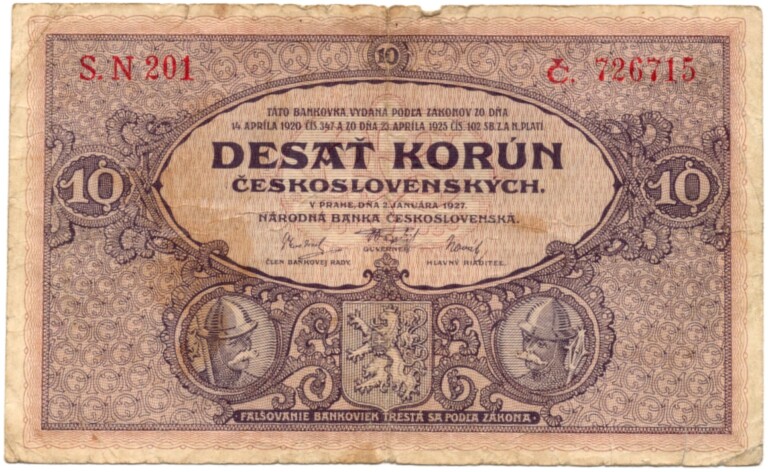 10
S. N 201
Č. 726715
TÁTO BANKOVKA, VYDANÁ PODĽA ZÁKONOV ZO DŇA
14 APRÍLA 1920 ČÍS. 347 A ZO DŇA 23 APRÍLA 1925 ČÍS. 102 SB. Z. A N. PLATÍ
DESAŤ KORÚN
ČESKOSLOVENSKÝCH.
10
10
V PRAHE, DŇA 2. JANUÁRA 1927.
NÁRODNÁ BANKA ČESKOSLOVENSKÁ.
ČLEN BANKOVEJ RADY.
GUVERNÉR
HLAVNÝ RIADITEĽ.
FALŠOVANIE BANKOVIEK TRESTÁ SA PODĽA ZÁKONA